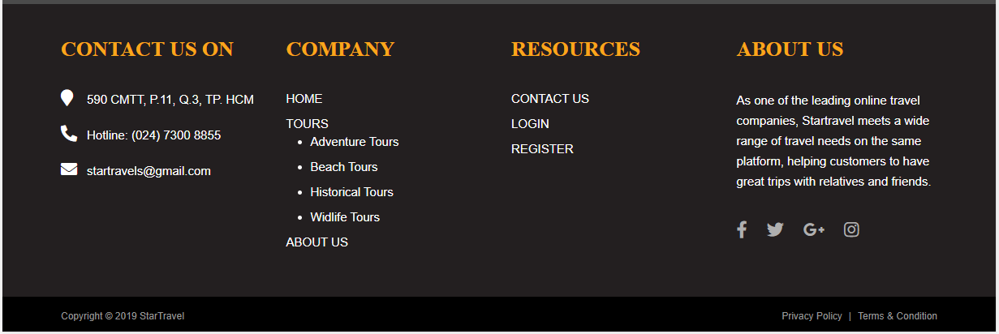 CONTACT US ON
590 CMTT, P.11, Q.3, TP. HCM
Hotline: (024) 7300 8855
startravels@gmail.com
COMPANY
HOME
TOURS
• Adventure Tours
• Beach Tours
• Historical Tours
• Widlife Tours
ABOUT US
RESOURCES
CONTACT US
LOGIN
REGISTER
ABOUT US
As one of the leading online travel
companies, Startravel meets a wide
range of travel needs on the same
platform, helping customers to have
great trips with relatives and friends.
Copyright © 2019 StarTravel
Privacy Policy | Terms & Condition